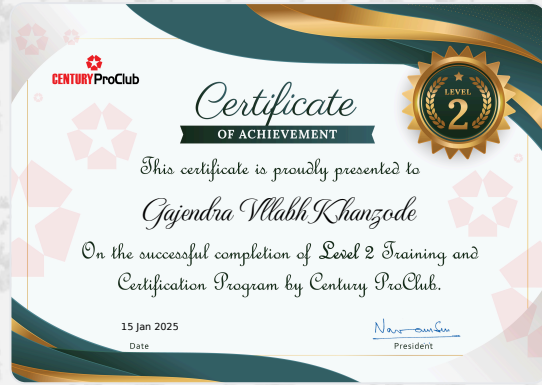 CENTURY ProClub
LEVEL
2
Certificate
OF ACHIEVEMENT
This certificate is proudly presented to
Gajendra Vllabh Khanzode
On the successful completion of Level 2 Training and
Certification Program by Century ProClub.
15 Jan 2025
Date
President